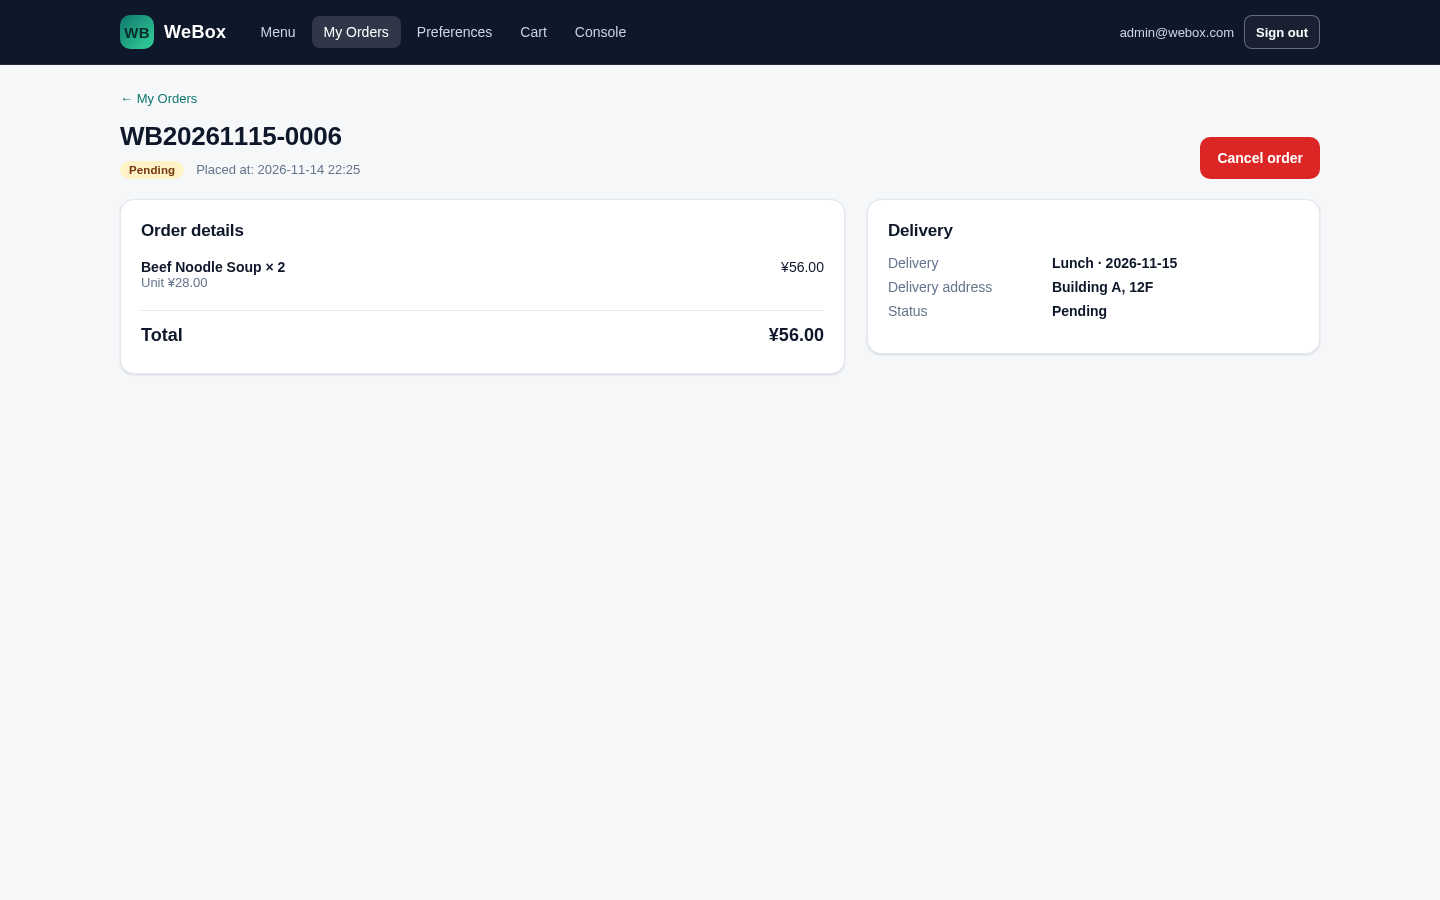 WB WeBox Menu My Orders Preferences Cart Console admin@webox.com Sign out
← My Orders
WB20261115-0006
Pending Placed at: 2026-11-14 22:25
Cancel order
Order details
Beef Noodle Soup × 2 ¥56.00
Unit ¥28.00
Total ¥56.00
Delivery
Delivery Lunch · 2026-11-15
Delivery address Building A, 12F
Status Pending